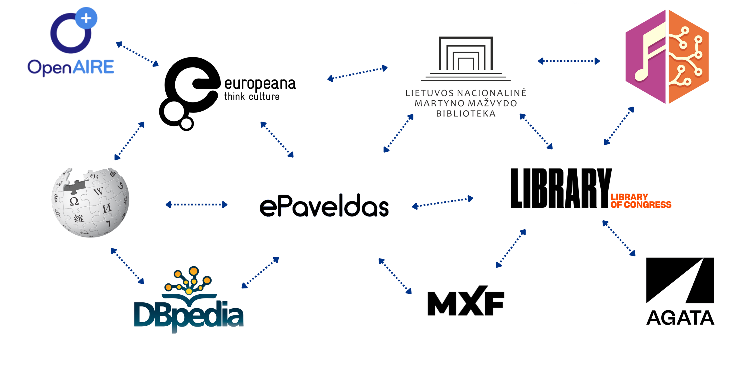 OpenAIRE
europeana
think culture
LIETUVOS NACIONALINĖ
MARTYNO MAŽVYDO
BIBLIOTEKA
Ω
W
И
ePaveldas
LIBRARY
LIBRARY
OF CONGRESS
DBpedia
MXF
AGATA